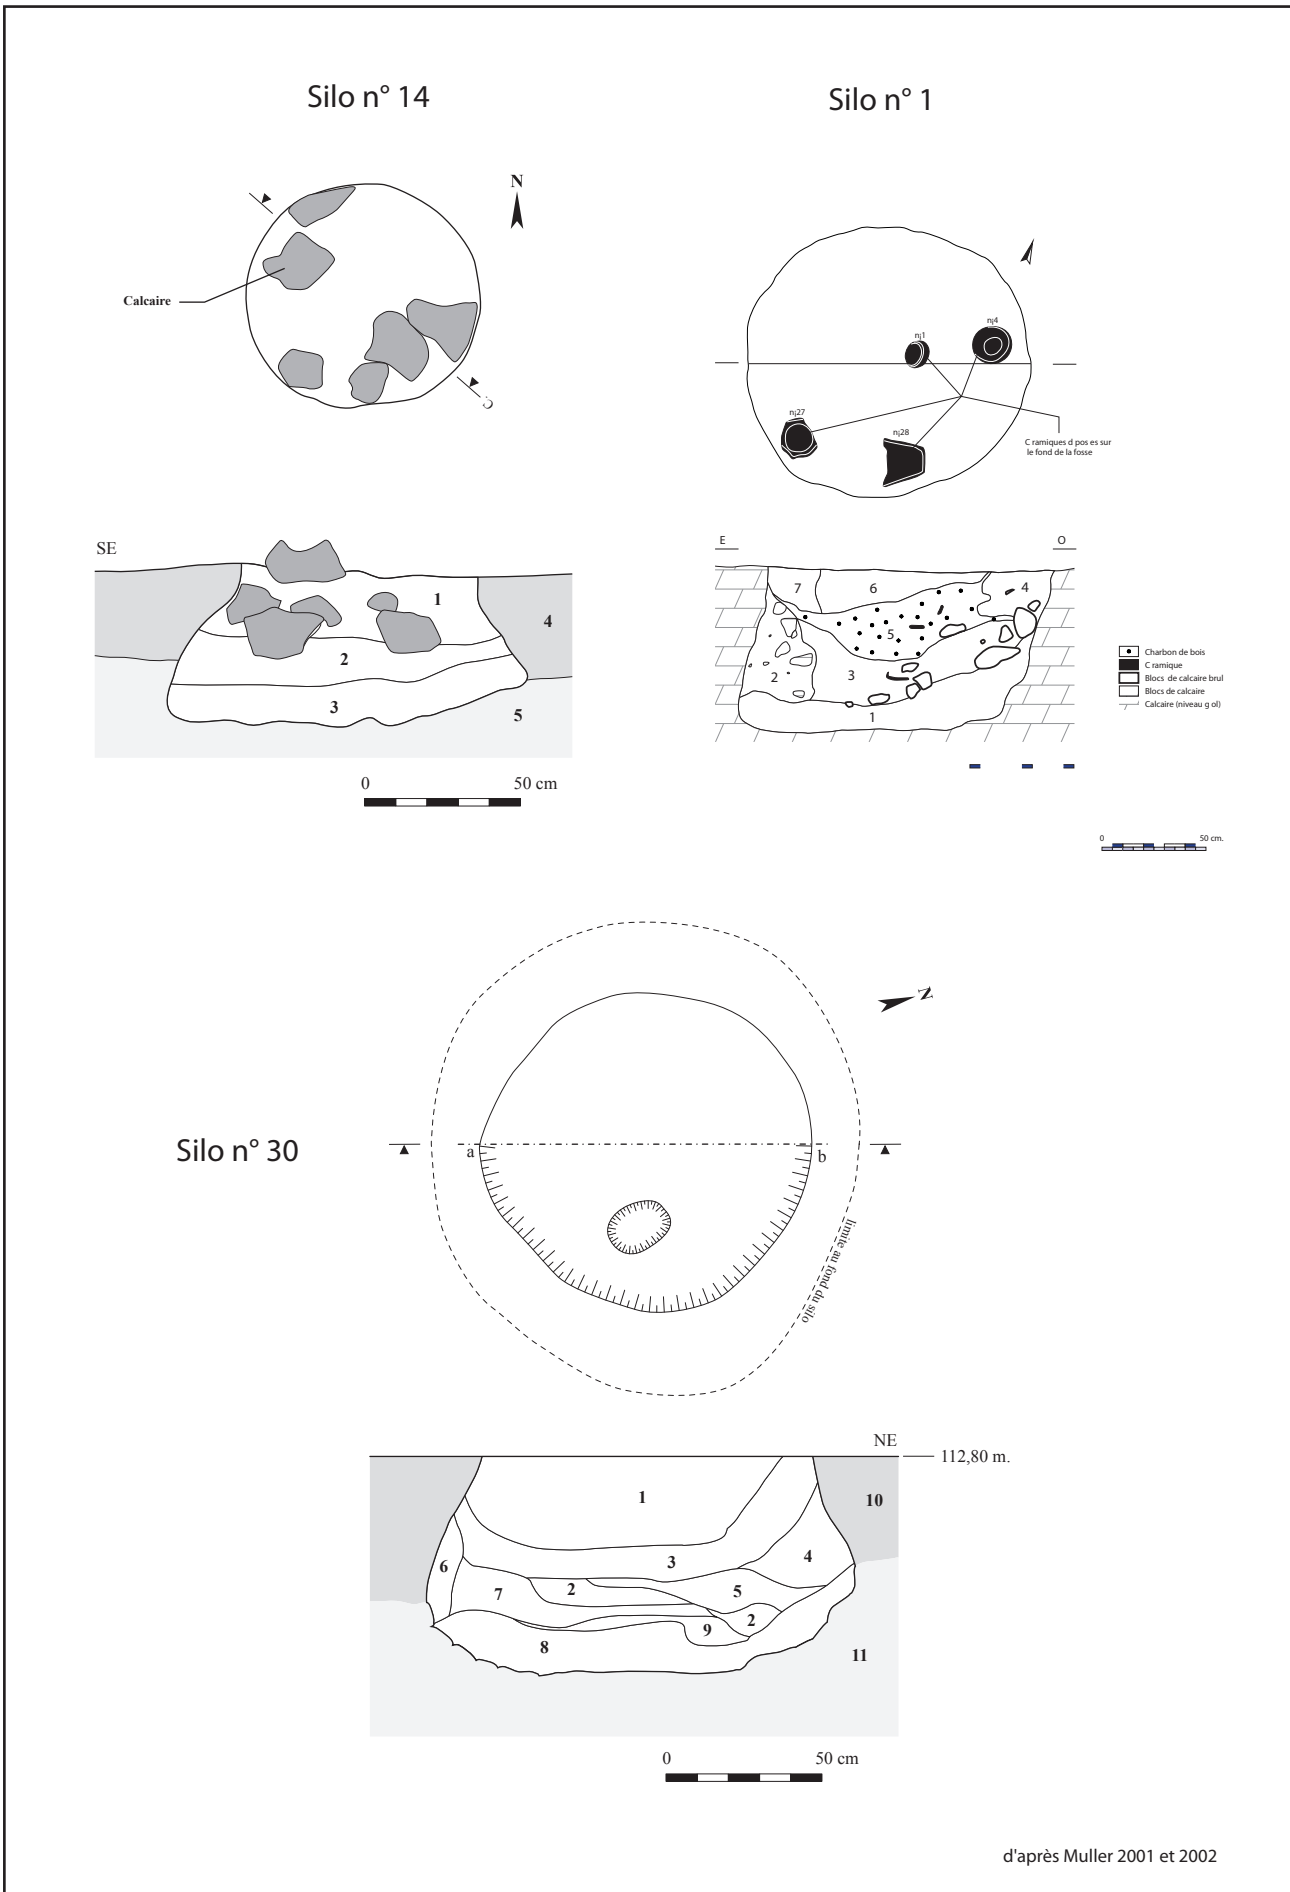 Silo n° 14
Silo n° 1
N
Calcaire
n¡1
n¡4
n¡27
n¡28
C ramiques d pos es sur
le fond de la fosse
SE
1
2
3
4
5
0 50 cm
E
O
7
6
4
5
2
3
1
Charbon de bois
C ramique
Blocs de calcaire brul
Blocs de calcaire
Calcaire (niveau g ol)
0 50 cm.
N
Silo n° 30
a
b
limite au fond du silo
NE
112,80 m.
1
10
3
4
6
7
2
5
2
9
8
11
0 50 cm
d'après Muller 2001 et 2002